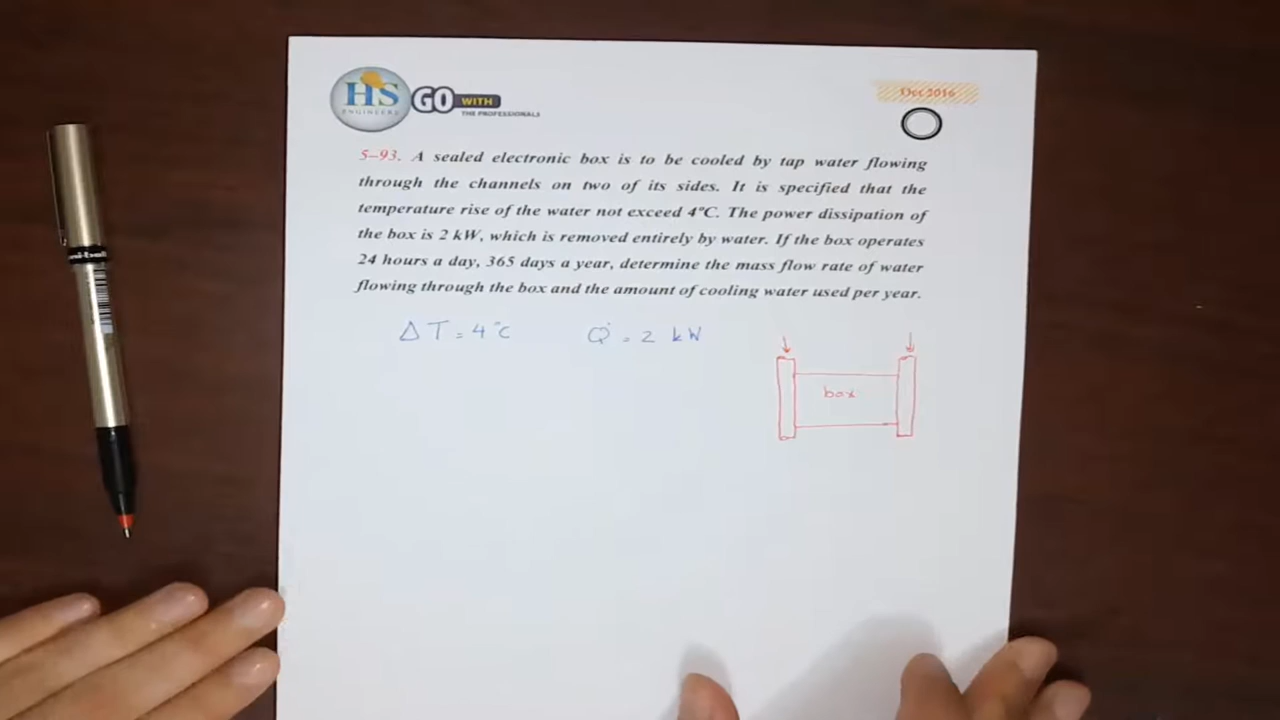 HS
ENGINEERS
GO WITH
THE PROFESSIONALS
Oct 2016
5–93. A sealed electronic box is to be cooled by tap water flowing
through the channels on two of its sides. It is specified that the
temperature rise of the water not exceed 4°C. The power dissipation of
the box is 2 kW, which is removed entirely by water. If the box operates
24 hours a day, 365 days a year, determine the mass flow rate of water
flowing through the box and the amount of cooling water used per year.
ΔT = 4°C Q̇ = 2 kW
box